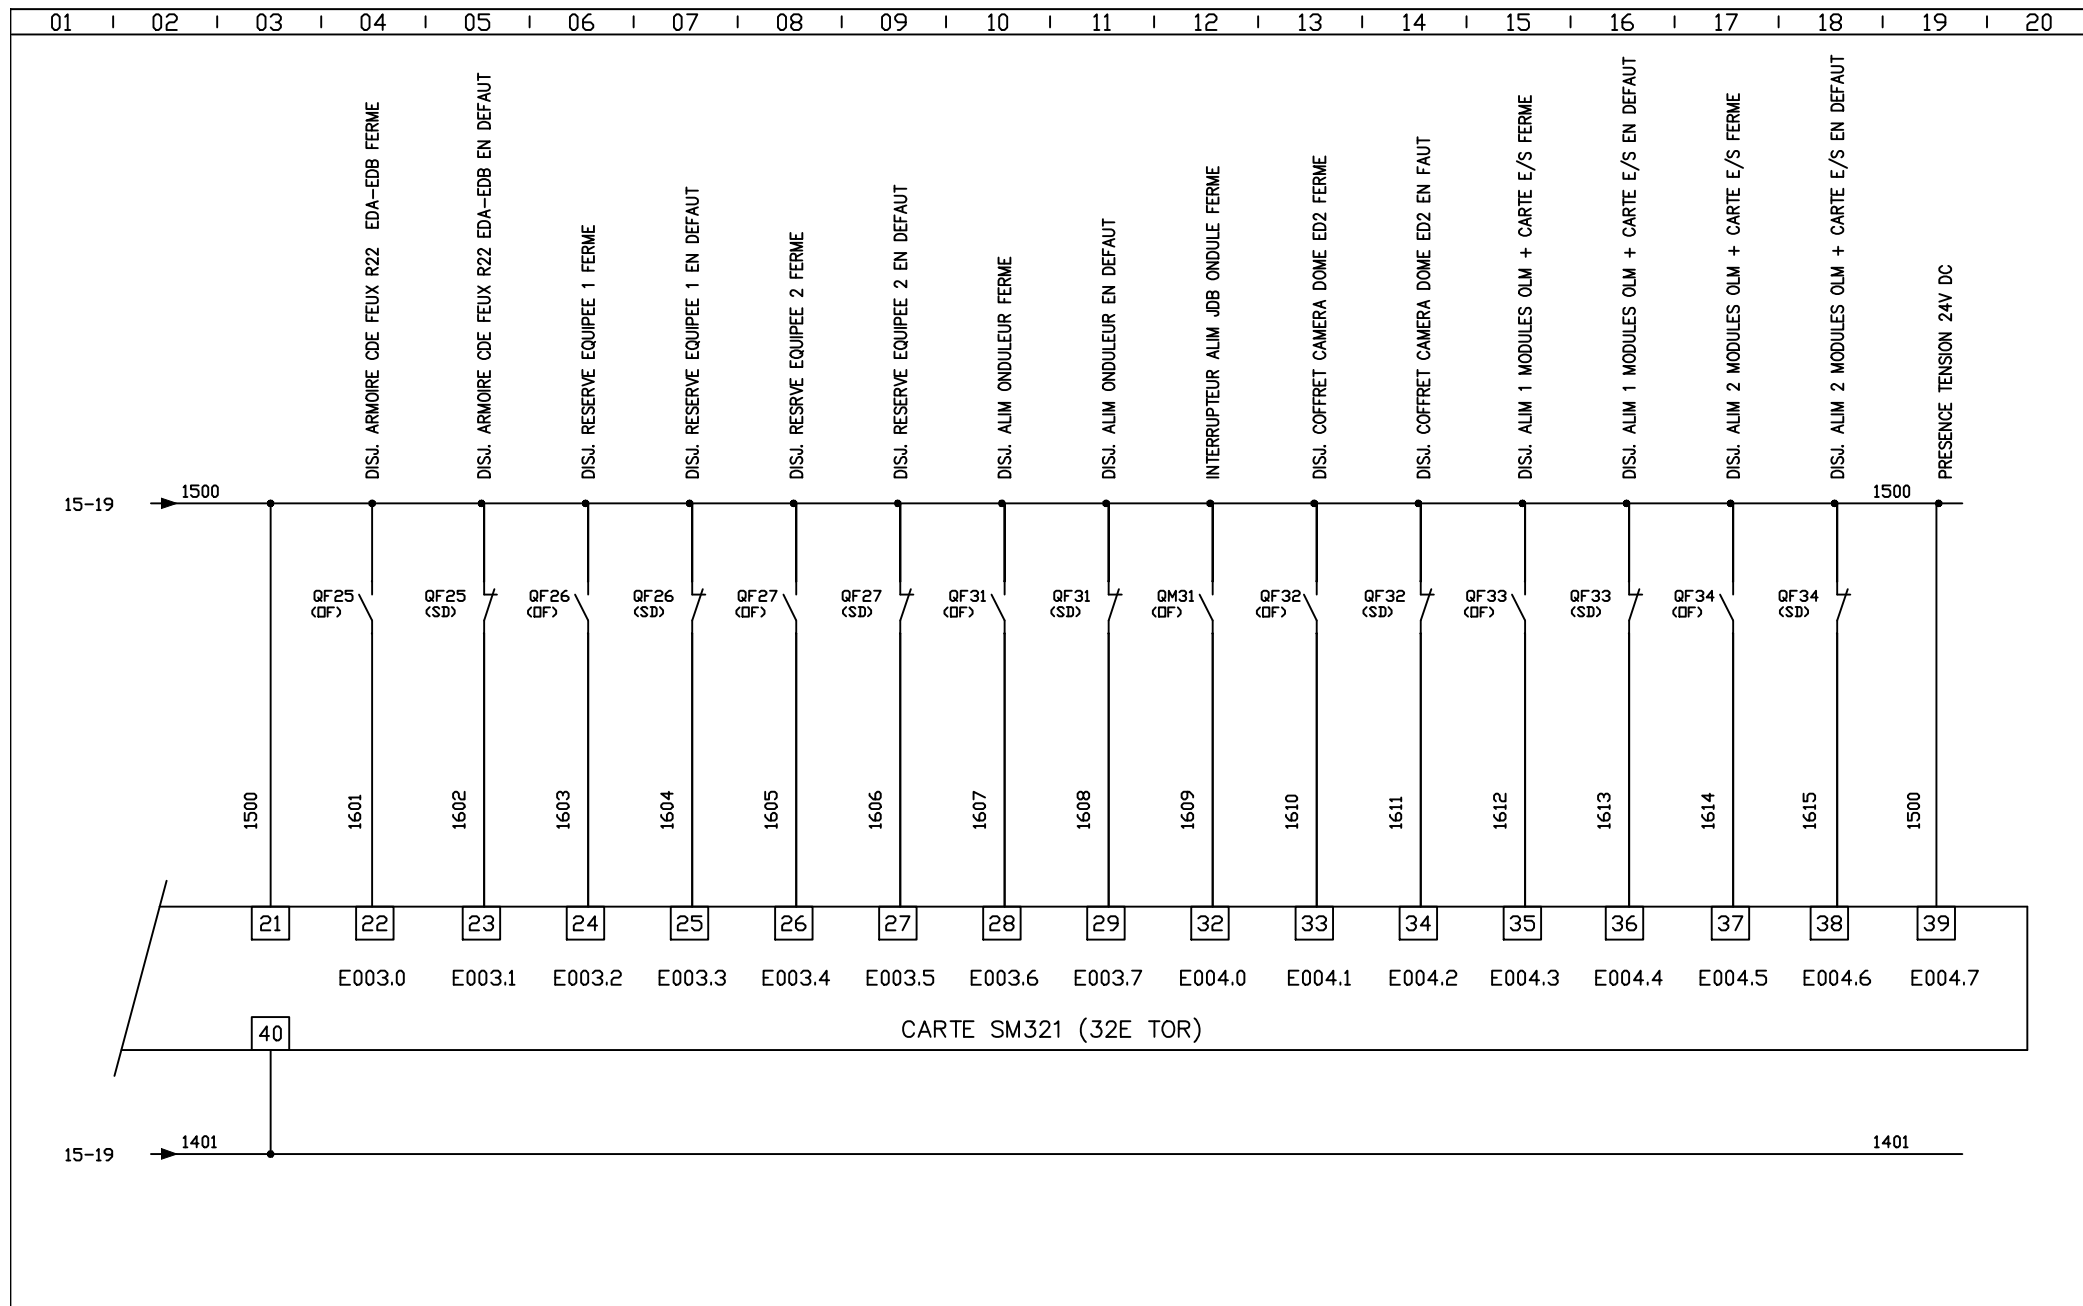 01 02 03 04 05 06 07 08 09 10 11 12 13 14 15 16 17 18 19 20
DISJ. ARMOIRE CDE FEUX R22 EDA-EDB FERME
DISJ. ARMOIRE CDE FEUX R22 EDA-EDB EN DEFAUT
DISJ. RESERVE EQUIPEE 1 FERME
DISJ. RESERVE EQUIPEE 1 EN DEFAUT
DISJ. RESRVE EQUIPEE 2 FERME
DISJ. RESERVE EQUIPEE 2 EN DEFAUT
DISJ. ALIM ONDULEUR FERME
DISJ. ALIM ONDULEUR EN DEFAUT
INTERRUPTEUR ALIM JDB ONDULE FERME
DISJ. COFFRET CAMERA DOME ED2 FERME
DISJ. COFFRET CAMERA DOME ED2 EN FAUT
DISJ. ALIM 1 MODULES OLM + CARTE E/S FERME
DISJ. ALIM 1 MODULES OLM + CARTE E/S EN DEFAUT
DISJ. ALIM 2 MODULES OLM + CARTE E/S FERME
DISJ. ALIM 2 MODULES OLM + CARTE E/S EN DEFAUT
PRESENCE TENSION 24V DC
15-19 1500 1500
QF25 QF25 QF26 QF26 QF27 QF27 QF31 QF31 QM31 QF32 QF32 QF33 QF33 QF34 QF34
(OF) (SD) (OF) (SD) (OF) (SD) (OF) (SD) (OF) (OF) (SD) (OF) (SD) (OF) (SD)
1500 1601 1602 1603 1604 1605 1606 1607 1608 1609 1610 1611 1612 1613 1614 1615 1500
21 22 23 24 25 26 27 28 29 32 33 34 35 36 37 38 39
E003.0 E003.1 E003.2 E003.3 E003.4 E003.5 E003.6 E003.7 E004.0 E004.1 E004.2 E004.3 E004.4 E004.5 E004.6 E004.7
40 CARTE SM321 (32E TOR)
15-19 1401 1401